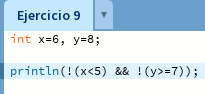 Ejercicio 9
int x=6, y=8;
println(!(x<5) && !(y>=7));